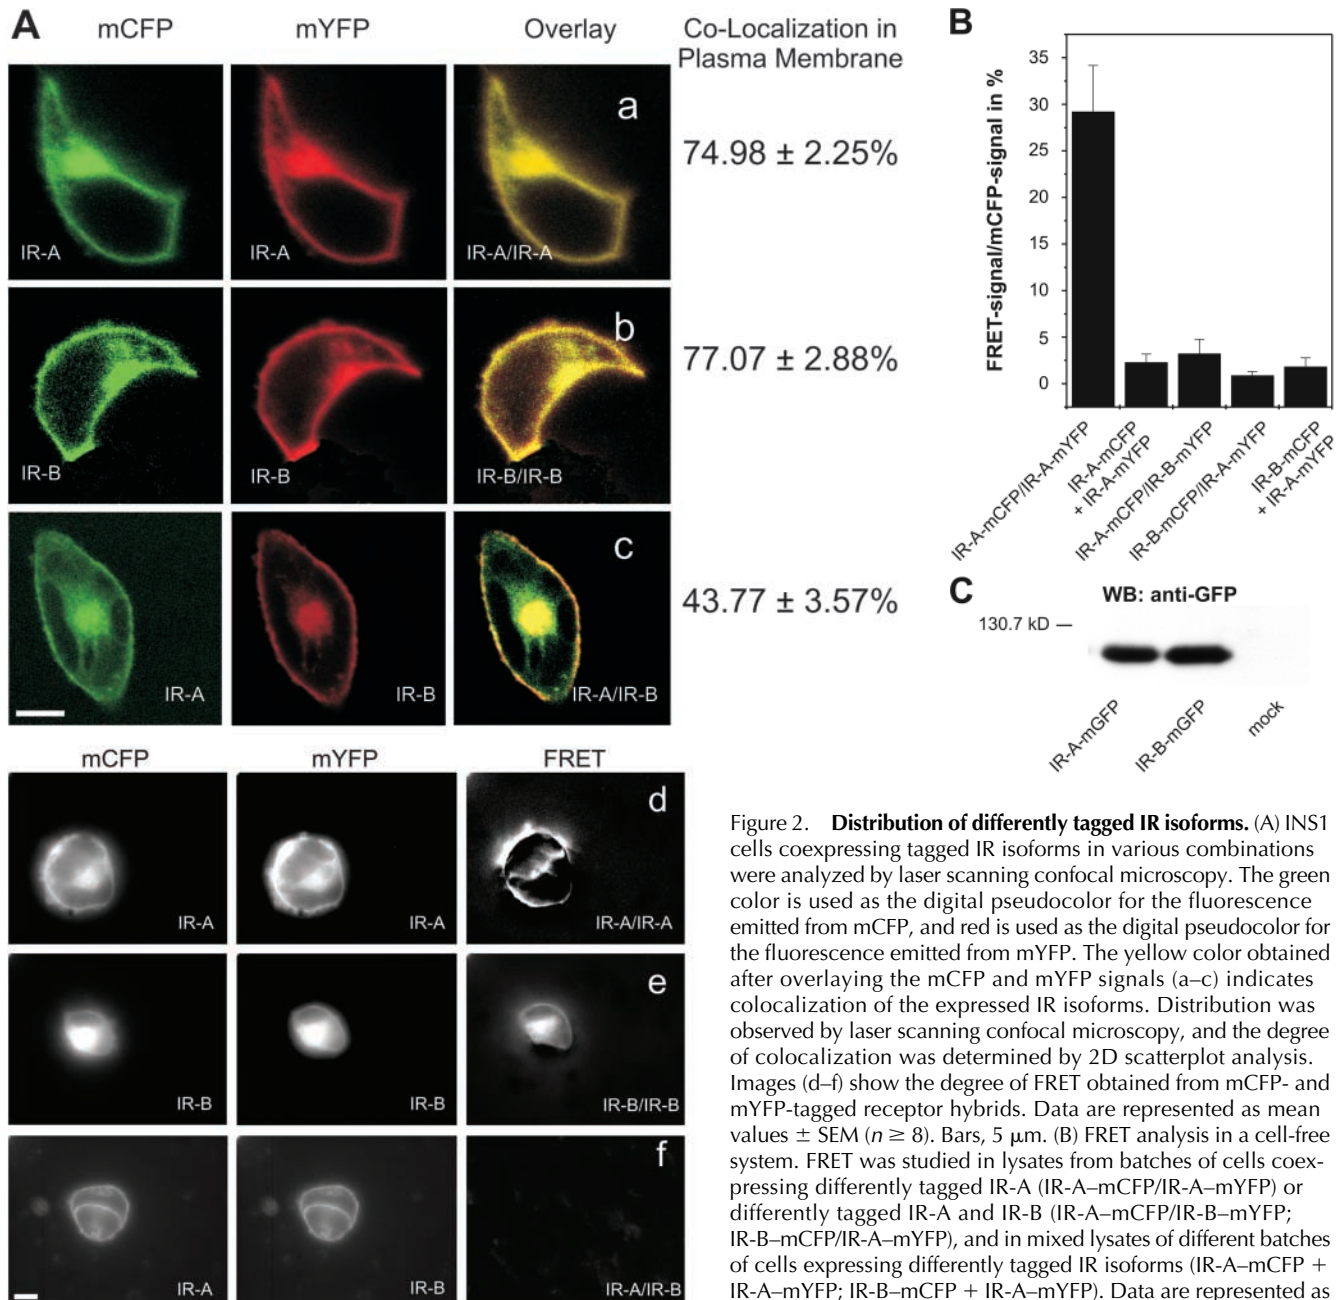 A
mCFP
mYFP
Overlay
Co-Localization in
Plasma Membrane
a
IR-A
IR-A
IR-A/IR-A
74.98 ± 2.25%
b
IR-B
IR-B
IR-B/IR-B
77.07 ± 2.88%
c
IR-A
IR-B
IR-A/IR-B
43.77 ± 3.57%
mCFP
mYFP
FRET
d
IR-A
IR-A
IR-A/IR-A
e
IR-B
IR-B
IR-B/IR-B
f
IR-A
IR-B
IR-A/IR-B
B
FRET-signal/mCFP-signal in %
35
30
25
20
15
10
5
0
IR-A-mCFP/IR-A-mYFP
IR-A-mCFP
+ IR-A-mYFP
IR-A-mCFP/IR-B-mYFP
IR-B-mCFP/IR-A-mYFP
IR-B-mCFP
+ IR-A-mYFP
C
WB: anti-GFP
130.7 kD —
IR-A-mGFP
IR-B-mGFP
mock
Figure 2. Distribution of differently tagged IR isoforms. (A) INS1
cells coexpressing tagged IR isoforms in various combinations
were analyzed by laser scanning confocal microscopy. The green
color is used as the digital pseudocolor for the fluorescence
emitted from mCFP, and red is used as the digital pseudocolor for
the fluorescence emitted from mYFP. The yellow color obtained
after overlaying the mCFP and mYFP signals (a–c) indicates
colocalization of the expressed IR isoforms. Distribution was
observed by laser scanning confocal microscopy, and the degree
of colocalization was determined by 2D scatterplot analysis.
Images (d–f) show the degree of FRET obtained from mCFP- and
mYFP-tagged receptor hybrids. Data are represented as mean
values ± SEM (n ≥ 8). Bars, 5 μm. (B) FRET analysis in a cell-free
system. FRET was studied in lysates from batches of cells coex-
pressing differently tagged IR-A (IR-A–mCFP/IR-A–mYFP) or
differently tagged IR-A and IR-B (IR-A–mCFP/IR-B–mYFP;
IR-B–mCFP/IR-A–mYFP), and in mixed lysates of different batches
of cells expressing differently tagged IR isoforms (IR-A–mCFP +
IR-A–mYFP; IR-B–mCFP + IR-A–mYFP). Data are represented as